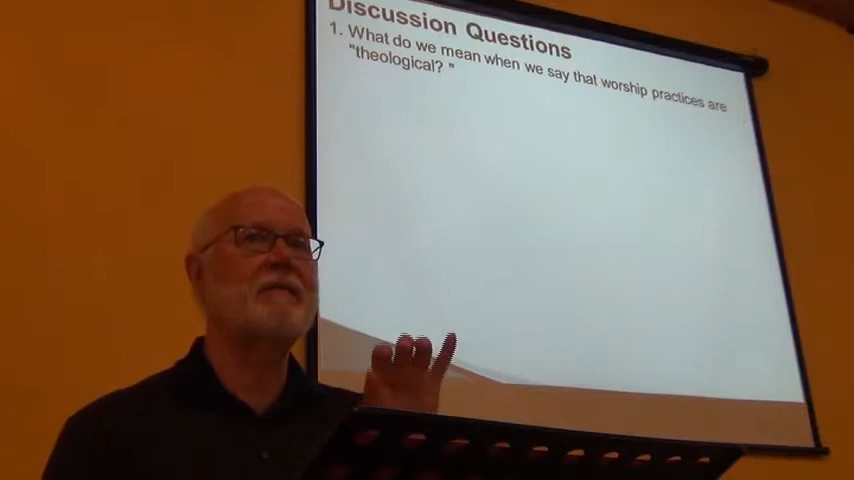 Discussion Questions
1. What do we mean when we say that worship practices are
"theological? "